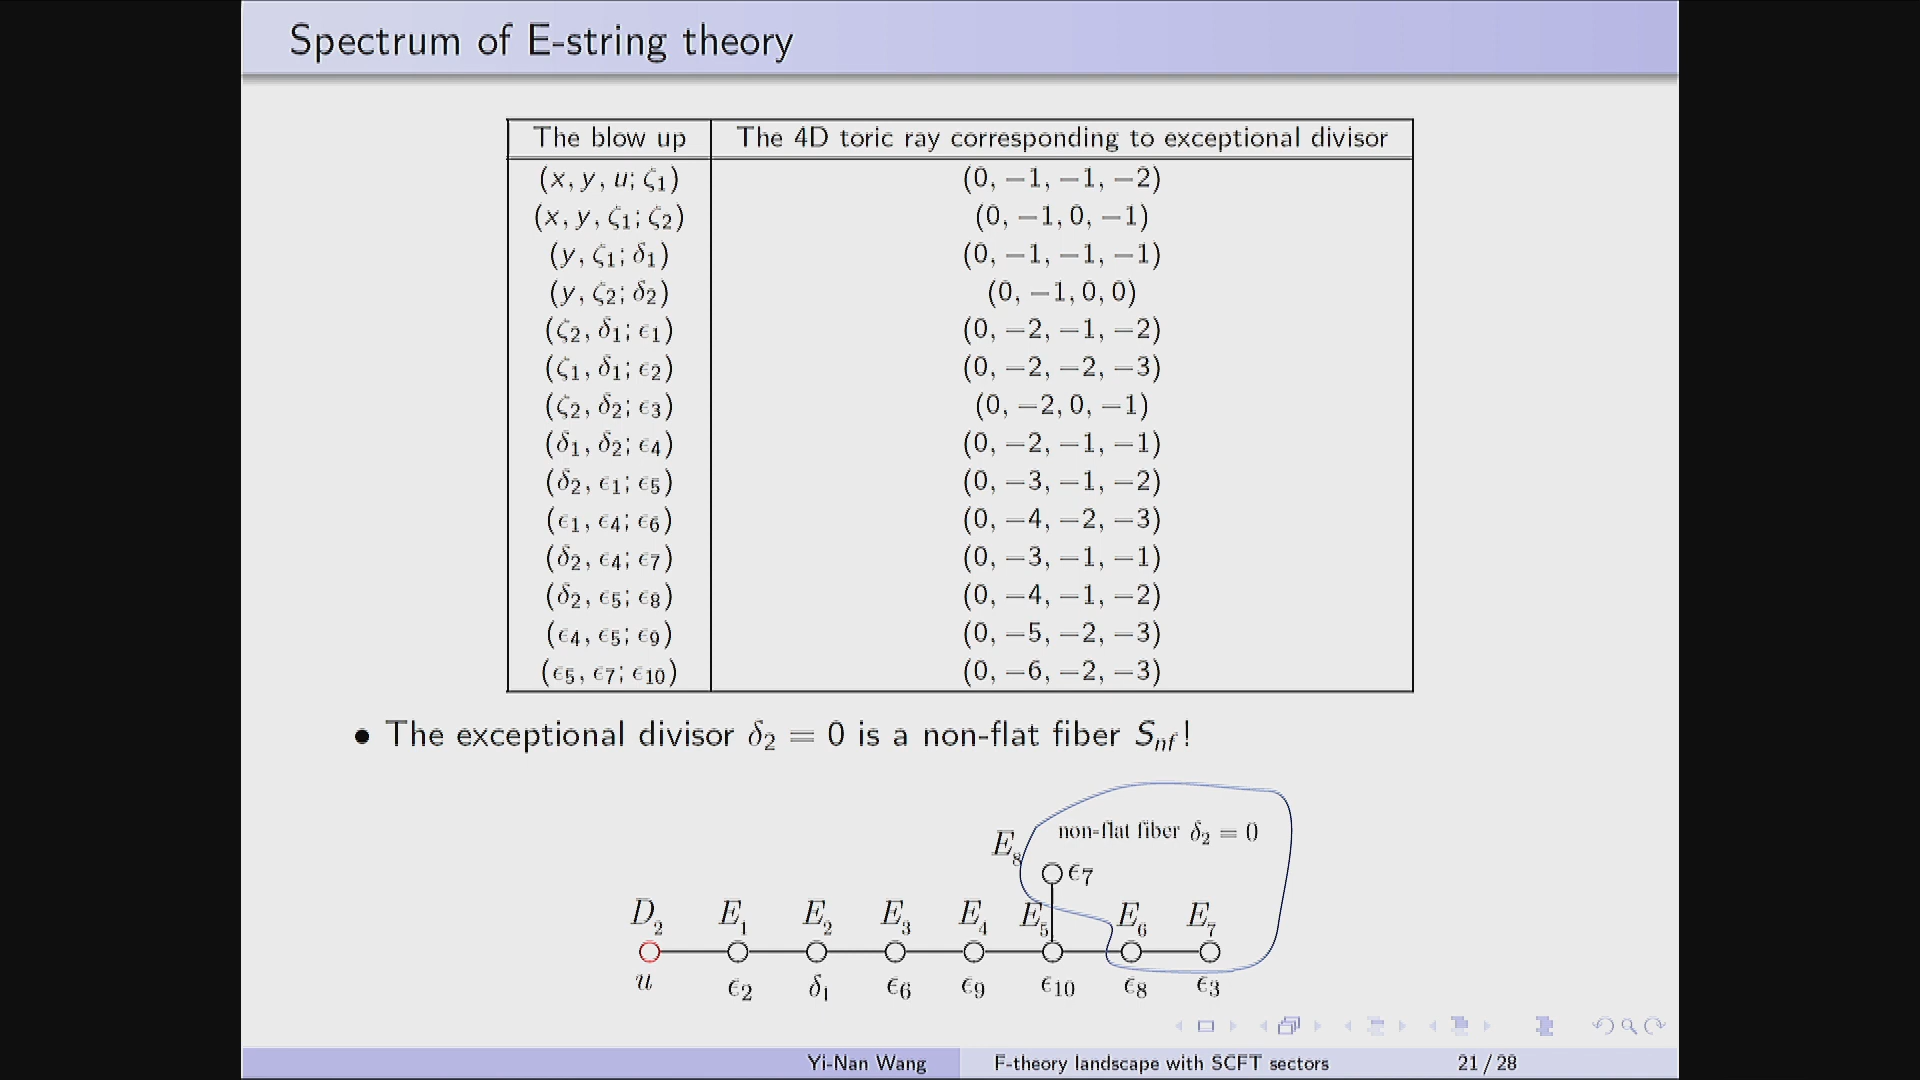 Spectrum of E-string theory
The blow up The 4D toric ray corresponding to exceptional divisor
(x, y, u; ζ₁) (0, −1, −1, −2)
(x, y, ζ₁; ζ₂) (0, −1, 0, −1)
(y, ζ₁; δ₁) (0, −1, −1, −1)
(y, ζ₂; δ₂) (0, −1, 0, 0)
(ζ₂, δ₁; ϵ₁) (0, −2, −1, −2)
(ζ₁, δ₁; ϵ₂) (0, −2, −2, −3)
(ζ₂, δ₂; ϵ₃) (0, −2, 0, −1)
(δ₁, δ₂; ϵ₄) (0, −2, −1, −1)
(δ₂, ϵ₁; ϵ₅) (0, −3, −1, −2)
(ϵ₁, ϵ₄; ϵ₆) (0, −4, −2, −3)
(δ₂, ϵ₄; ϵ₇) (0, −3, −1, −1)
(δ₂, ϵ₅; ϵ₈) (0, −4, −1, −2)
(ϵ₄, ϵ₅; ϵ₉) (0, −5, −2, −3)
(ϵ₅, ϵ₇; ϵ₁₀) (0, −6, −2, −3)
• The exceptional divisor δ₂ = 0 is a non-flat fiber Sₙf!
non-flat fiber δ₂ = 0
E₈ ϵ₇
D₂ E₁ E₂ E₃ E₄ E₅ E₆ E₇
u ϵ₂ δ₁ ϵ₆ ϵ₉ ϵ₁₀ ϵ₈ ϵ₃
Yi-Nan Wang F-theory landscape with SCFT sectors 21 / 28